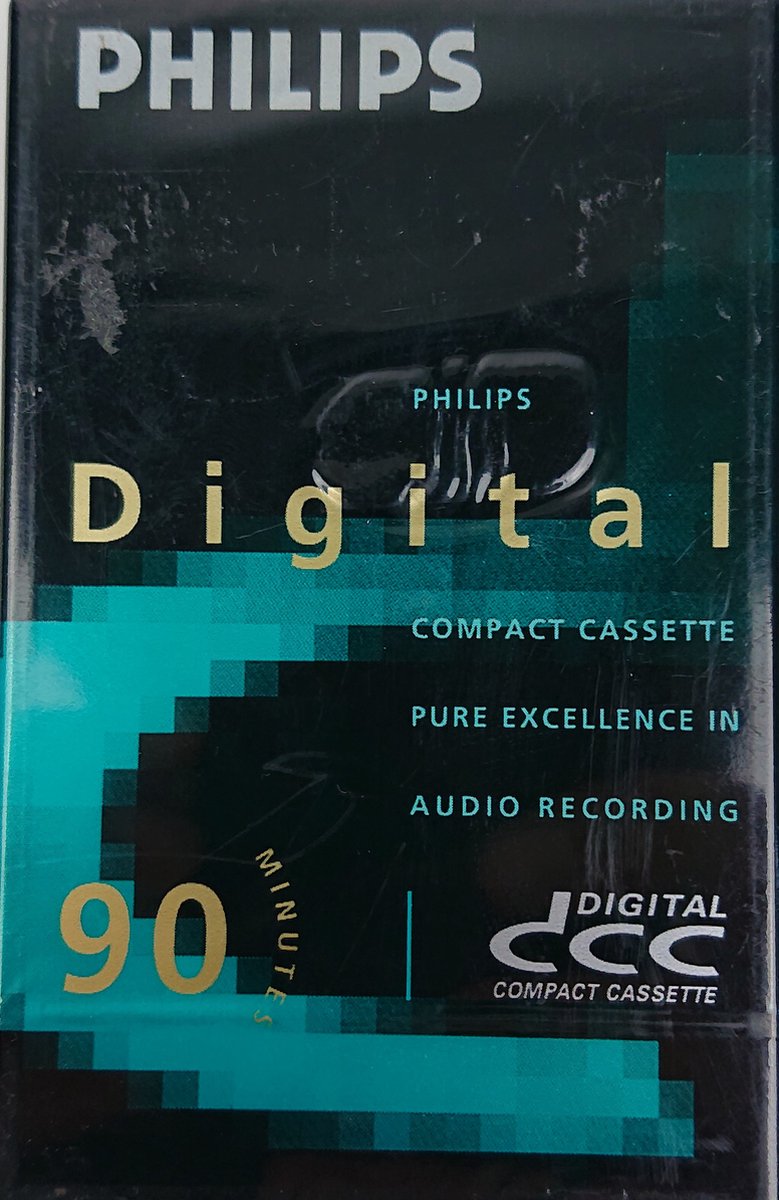 PHILIPS
PHILIPS
Digital
COMPACT CASSETTE
PURE EXCELLENCE IN
AUDIO RECORDING
90 MINUTES
DIGITAL
dcc
COMPACT CASSETTE